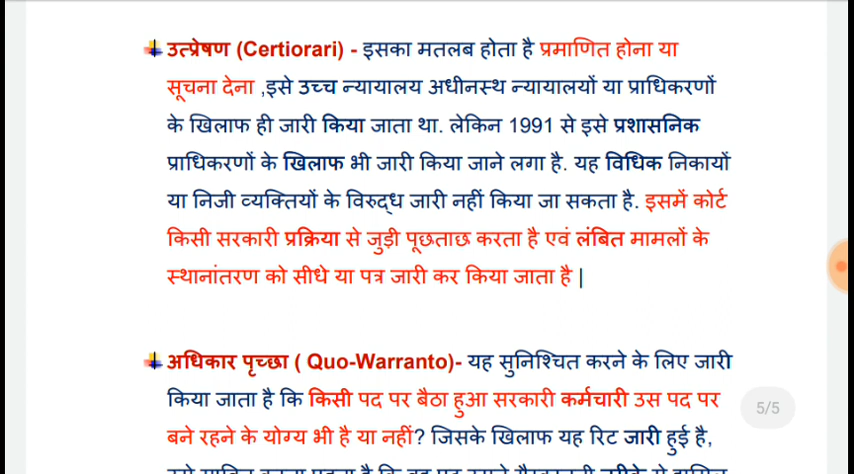 उत्प्रेषण (Certiorari) - इसका मतलब होता है प्रमाणित होना या
सूचना देना ,इसे उच्च न्यायालय अधीनस्थ न्यायालयों या प्राधिकरणों
के खिलाफ ही जारी किया जाता था. लेकिन 1991 से इसे प्रशासनिक
प्राधिकरणों के खिलाफ भी जारी किया जाने लगा है. यह विधिक निकायों
या निजी व्यक्तियों के विरुद्ध जारी नहीं किया जा सकता है. इसमें कोर्ट
किसी सरकारी प्रक्रिया से जुड़ी पूछताछ करता है एवं लंबित मामलों के
स्थानांतरण को सीधे या पत्र जारी कर किया जाता है |
अधिकार पृच्छा ( Quo-Warranto)- यह सुनिश्चित करने के लिए जारी
किया जाता है कि किसी पद पर बैठा हुआ सरकारी कर्मचारी उस पद पर
5/5
बने रहने के योग्य भी है या नहीं? जिसके खिलाफ यह रिट जारी हुई है,